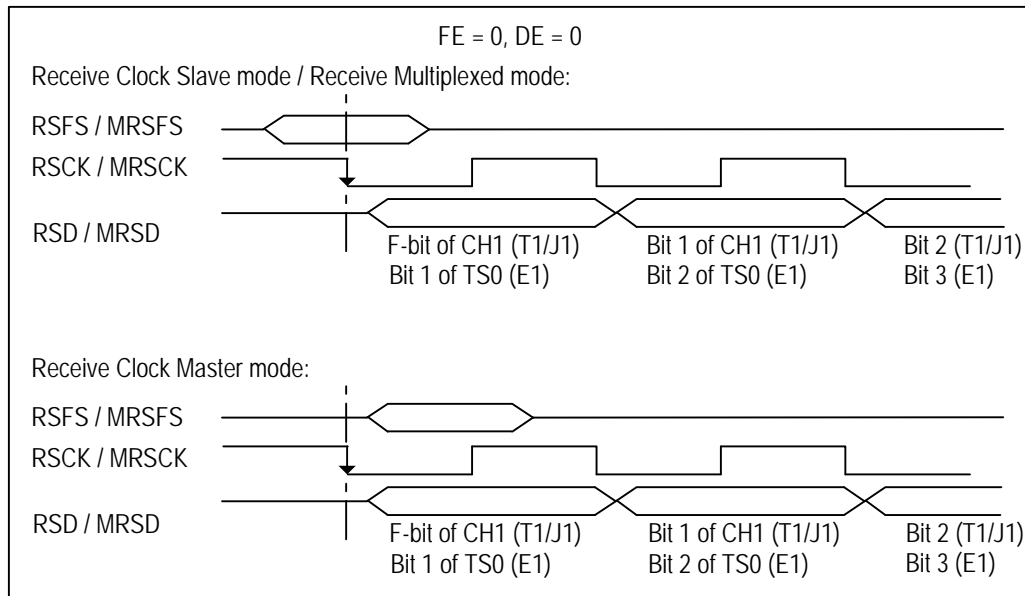 FE = 0, DE = 0
Receive Clock Slave mode / Receive Multiplexed mode:
RSFS / MRSFS
RSCK / MRSCK
RSD / MRSD
F-bit of CH1 (T1/J1) Bit 1 of CH1 (T1/J1) Bit 2 (T1/J1)
Bit 1 of TS0 (E1) Bit 2 of TS0 (E1) Bit 3 (E1)
Receive Clock Master mode:
RSFS / MRSFS
RSCK / MRSCK
RSD / MRSD
F-bit of CH1 (T1/J1) Bit 1 of CH1 (T1/J1) Bit 2 (T1/J1)
Bit 1 of TS0 (E1) Bit 2 of TS0 (E1) Bit 3 (E1)